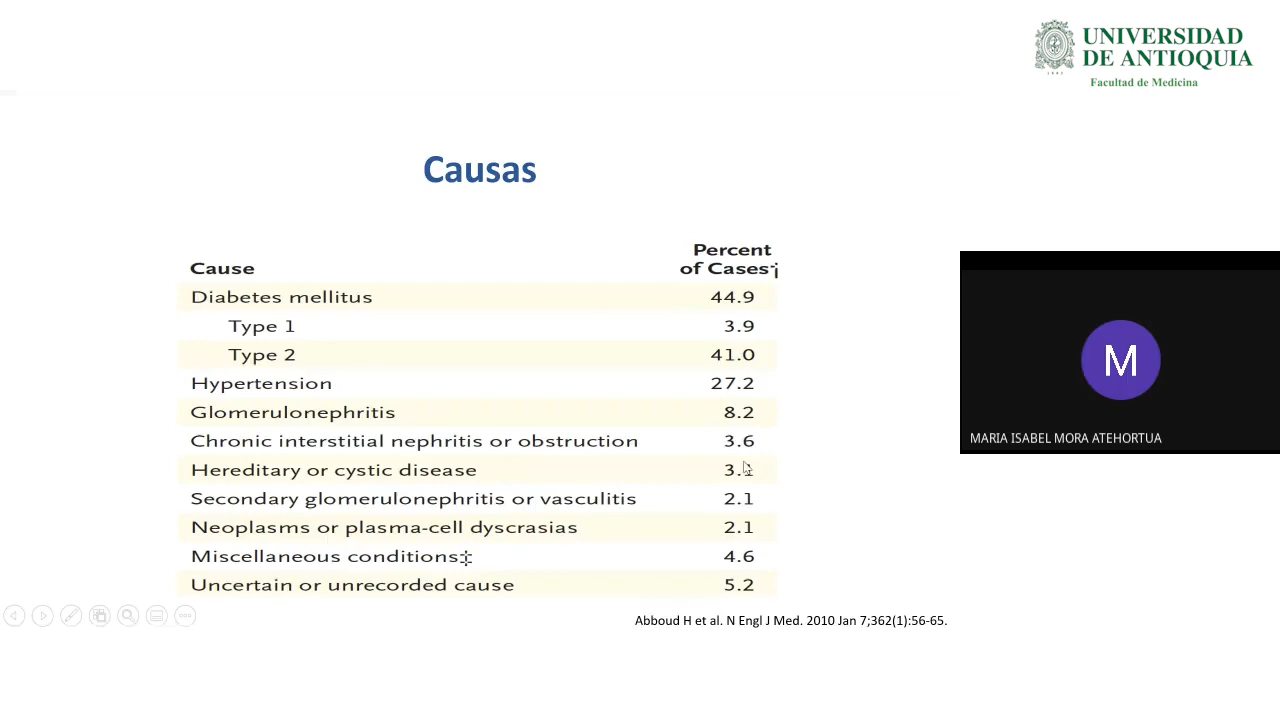 UNIVERSIDAD
DE ANTIOQUIA
1803
Facultad de Medicina
Causas
Percent
Cause of Cases†
Diabetes mellitus 44.9
Type 1 3.9
Type 2 41.0
Hypertension 27.2
Glomerulonephritis 8.2
Chronic interstitial nephritis or obstruction 3.6
Hereditary or cystic disease
Secondary glomerulonephritis or vasculitis 2.1
Neoplasms or plasma-cell dyscrasias 2.1
Miscellaneous conditions‡ 4.6
Uncertain or unrecorded cause 5.2
Abboud H et al. N Engl J Med. 2010 Jan 7;362(1):56-65.
M
MARIA ISABEL MORA ATEHORTUA